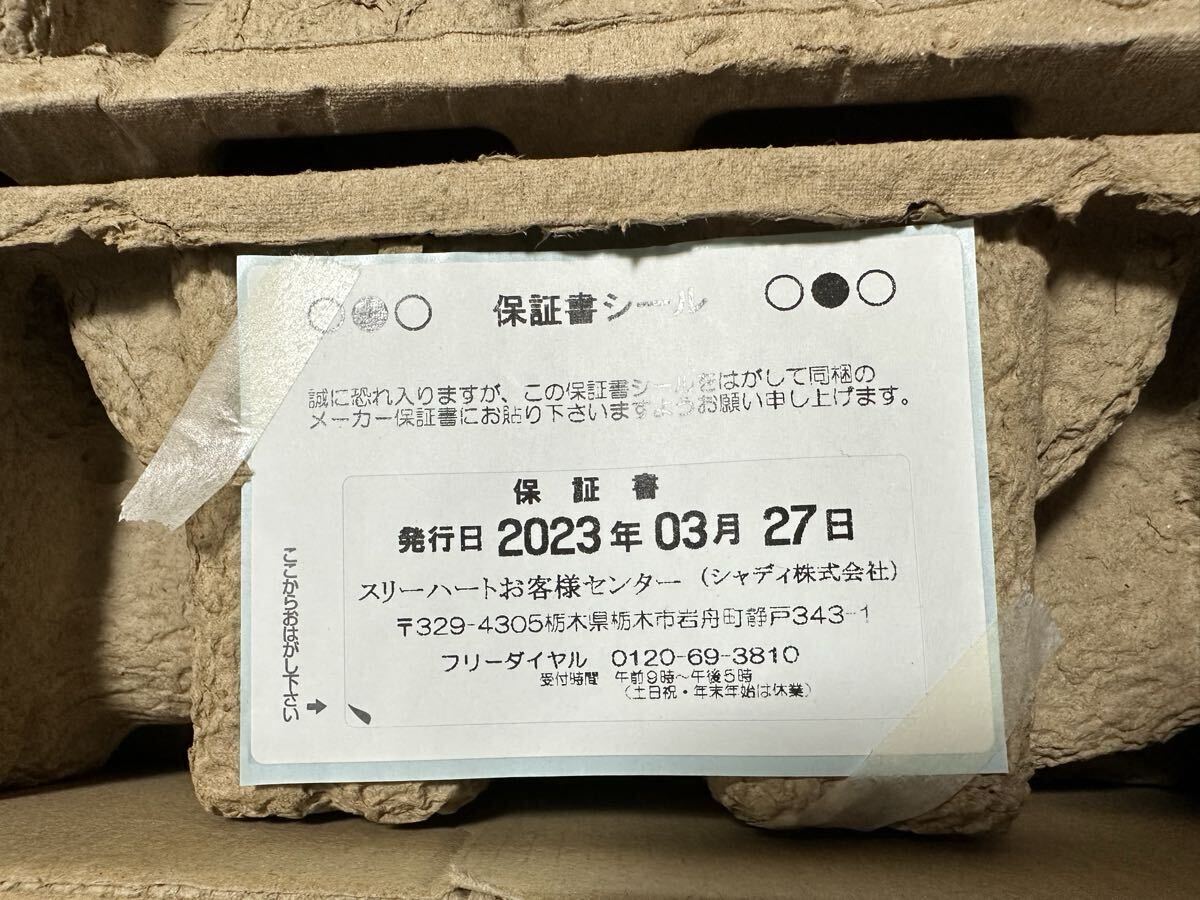 ○●○ 保証書シール ○●○
誠に恐れ入りますが、この保証書シールをはがして同梱の
メーカー保証書にお貼り下さいますようお願い申し上げます。
保証書
発行日 2023年 03月 27日
スリーハートお客様センター (シャディ株式会社)
〒329-4305栃木県栃木市岩舟町静戸343-1
フリーダイヤル 0120-69-3810
受付時間 午前9時~午後5時
(土日祝・年末年始は休業)
ここからおはがし下さい→